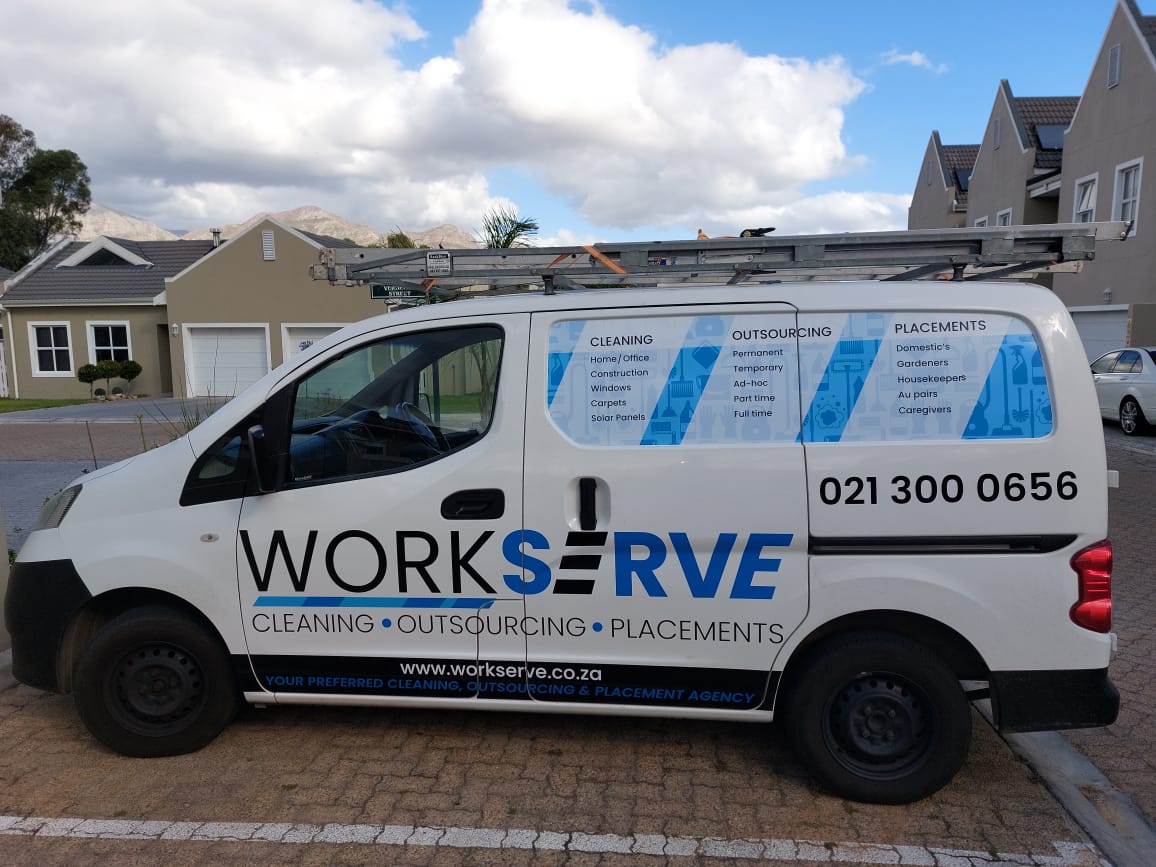 STREET
CLEANING
Home / Office
Construction
Windows
Carpets
Solar Panels
OUTSOURCING
Permanent
Temporary
Ad-hoc
Part time
Full time
PLACEMENTS
Domestic's
Gardeners
Housekeepers
Au pairs
Caregivers
021 300 0656
WORKSERVE
CLEANING • OUTSOURCING • PLACEMENTS
www.workserve.co.za
YOUR PREFERRED CLEANING, OUTSOURCING & PLACEMENT AGENCY